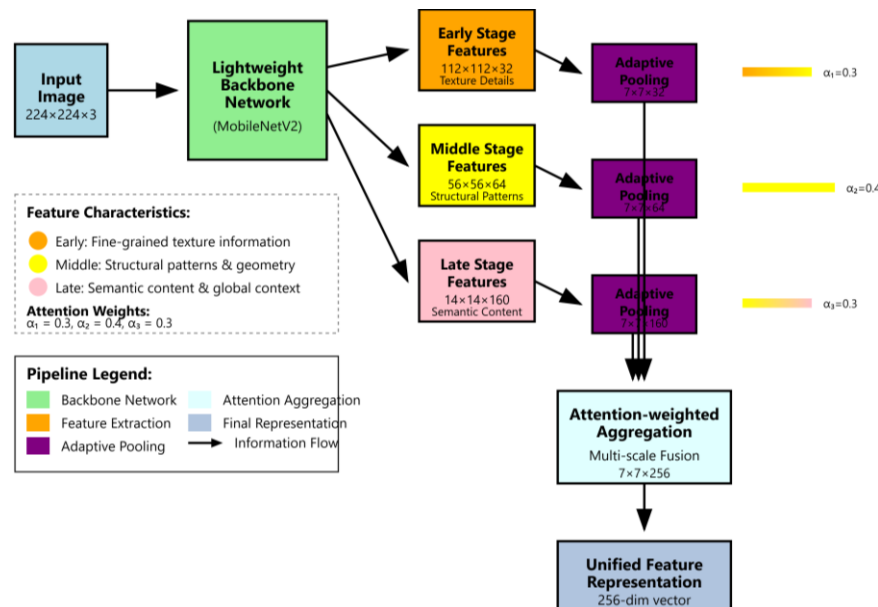 Input
Image
224×224×3
Lightweight
Backbone
Network
(MobileNetV2)
Early Stage
Features
112×112×32
Texture Details
Adaptive
Pooling
7×7×32
α₁=0.3
Middle Stage
Features
56×56×64
Structural Patterns
Adaptive
Pooling
7×7×64
α₂=0.4
Late Stage
Features
14×14×160
Semantic Content
Adaptive
Pooling
7×7×160
α₃=0.3
Feature Characteristics:
Early: Fine-grained texture information
Middle: Structural patterns & geometry
Late: Semantic content & global context
Attention Weights:
α₁ = 0.3, α₂ = 0.4, α₃ = 0.3
Pipeline Legend:
Backbone Network
Attention Aggregation
Feature Extraction
Final Representation
Adaptive Pooling
Information Flow
Attention-weighted
Aggregation
Multi-scale Fusion
7×7×256
Unified Feature
Representation
256-dim vector